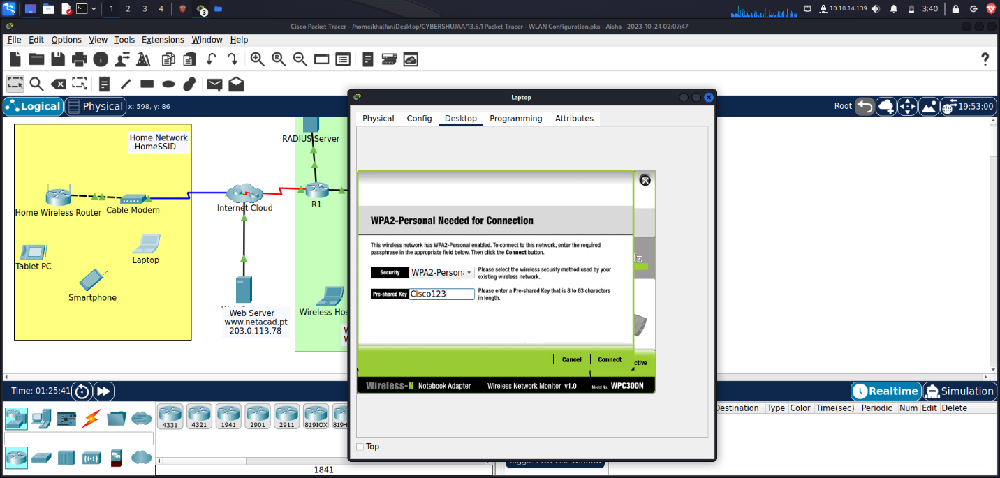 1 2 3 4
3
10.10.14.139
3:40
Cisco Packet Tracer - /home/khalfan/Desktop/CYBERSHUJAA/13.5.1 Packet Tracer - WLAN Configuration.pka - Aisha - 2023-10-24 02:07:47
File Edit Options View Tools Extensions Window Help
Logical Physical x: 598, y: 86
Root 19:53:00
Home Network
HomeSSID
Home Wireless Router
Cable Modem
Tablet PC
Laptop
Smartphone
Internet Cloud
Web Server
www.netacad.pt
203.0.113.78
RADIUS Server
R1
Wireless Hos
W
W
Laptop
Physical Config Desktop Programming Attributes
WPA2-Personal Needed for Connection
This wireless network has WPA2-Personal enabled. To connect to this network, enter the required
passphrase in the appropriate field below. Then click the Connect button.
Security WPA2-Persona Please select the wireless security method used by your
existing wireless network.
Pre-shared Key Cisco123 Please enter a Pre-shared Key that is 8 to 63 characters
in length.
Cancel Connect
ctive
Wireless-N Notebook Adapter Wireless Network Monitor v1.0 Model No. WPC300N
Top
Time: 01:25:41
Realtime Simulation
4331 4321 1941 2901 2911 819IOX 819H
1841
Destination Type Color Time(sec) Periodic Num Edit Delete
Toggle PDU List Window